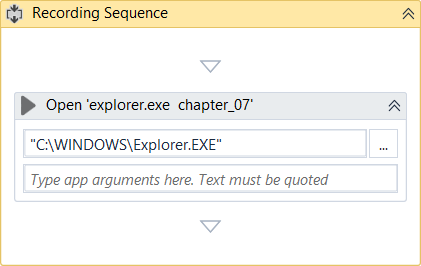 Recording Sequence
Open 'explorer.exe  chapter_07'
"C:\WINDOWS\Explorer.EXE"
...
Type app arguments here. Text must be quoted